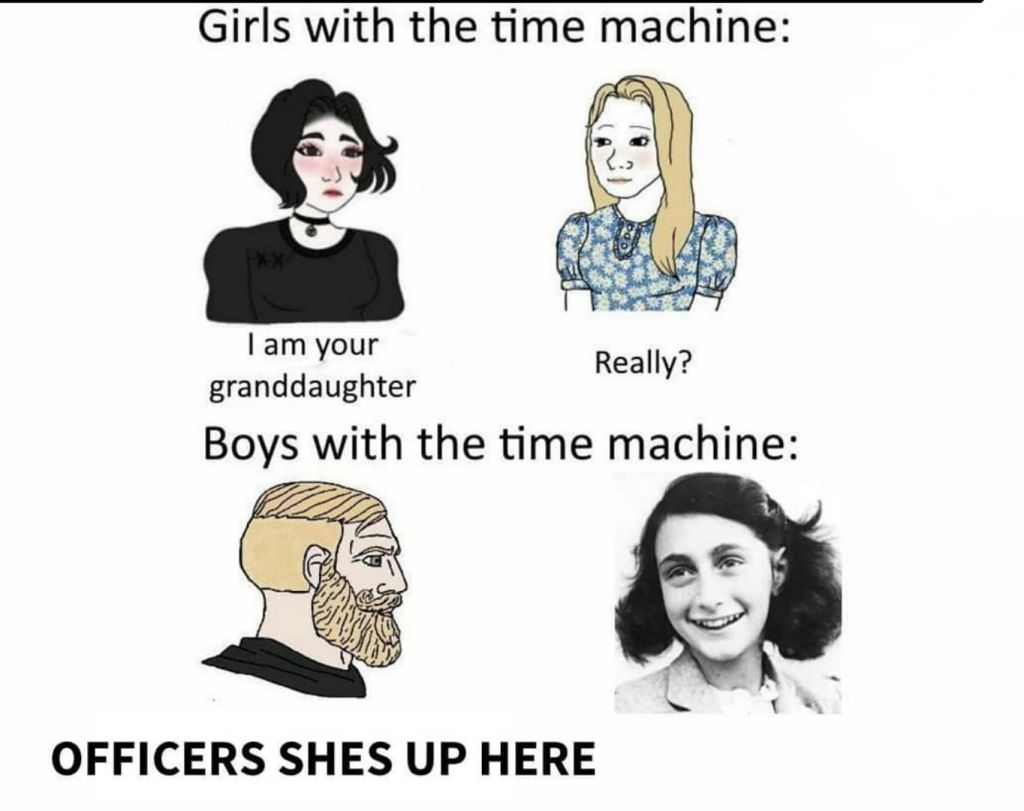 Girls with the time machine:
I am your
granddaughter
Really?
Boys with the time machine:
OFFICERS SHES UP HERE